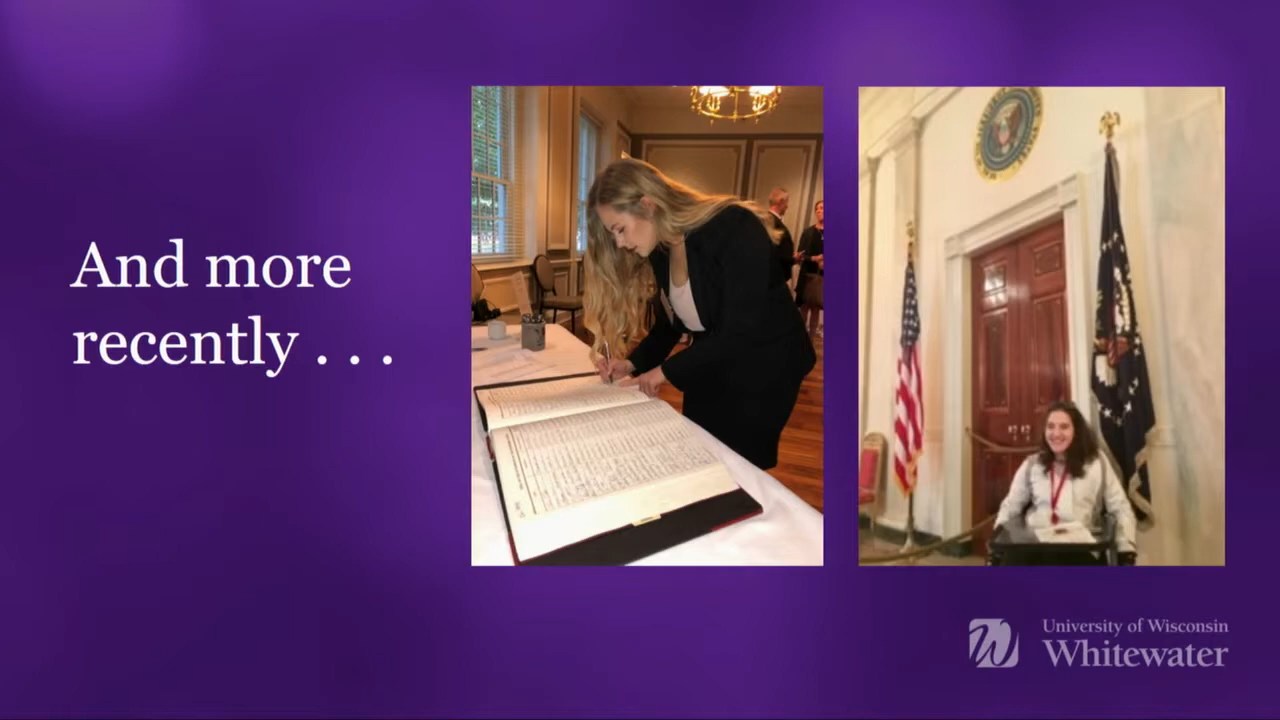 And more
recently . . .
University of Wisconsin
Whitewater